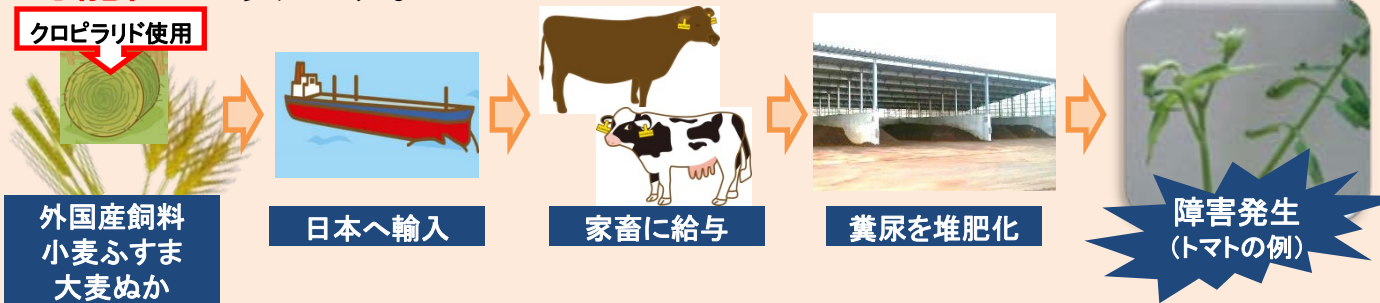 クロピラリド使用
外国産飼料
小麦ふすま
大麦ぬか
日本へ輸入
家畜に給与
糞尿を堆肥化
障害発生
（トマトの例）